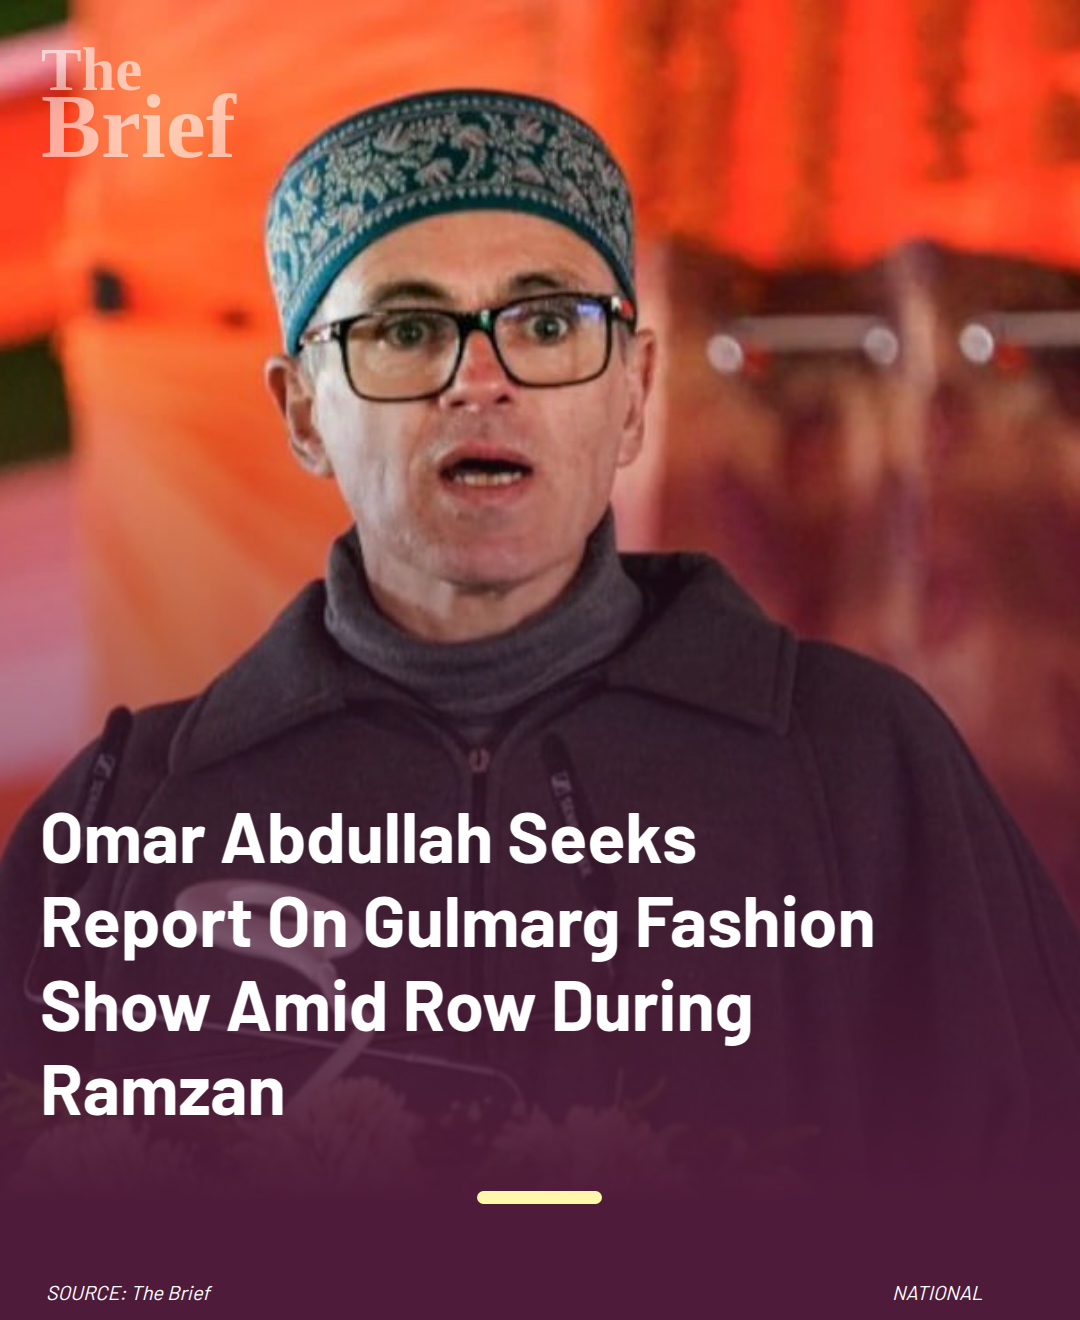 The
Brief
Omar Abdullah Seeks
Report On Gulmarg Fashion
Show Amid Row During
Ramzan
SOURCE: The Brief
NATIONAL